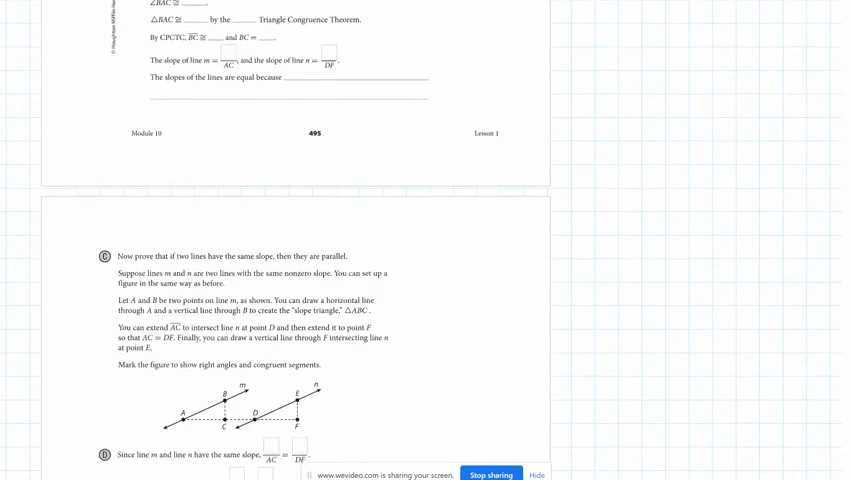 ∠BAC ≅ ______.
△BAC ≅ ______ by the ______ Triangle Congruence Theorem.
By CPCTC, BC ≅ ____ and BC = ____.
The slope of line m = □/AC, and the slope of line n = □/DF.
The slopes of the lines are equal because ______
© Houghton Mifflin
Module 10 495 Lesson 1
C Now prove that if two lines have the same slope, then they are parallel.
Suppose lines m and n are two lines with the same nonzero slope. You can set up a
figure in the same way as before.
Let A and B be two points on line m, as shown. You can draw a horizontal line
through A and a vertical line through B to create the “slope triangle,” △ABC .
You can extend AC to intersect line n at point D and then extend it to point F
so that AC = DF. Finally, you can draw a vertical line through F intersecting line n
at point E.
Mark the figure to show right angles and congruent segments.
m n
B E
A D
C F
D Since line m and line n have the same slope, □/AC = □/DF.
www.wevideo.com is sharing your screen. Stop sharing Hide